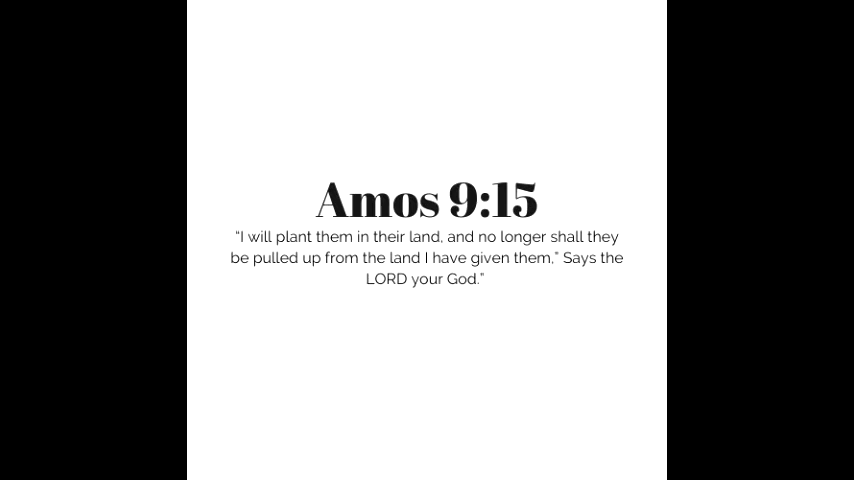 Amos 9:15
“I will plant them in their land, and no longer shall they
be pulled up from the land I have given them,” Says the
LORD your God.”